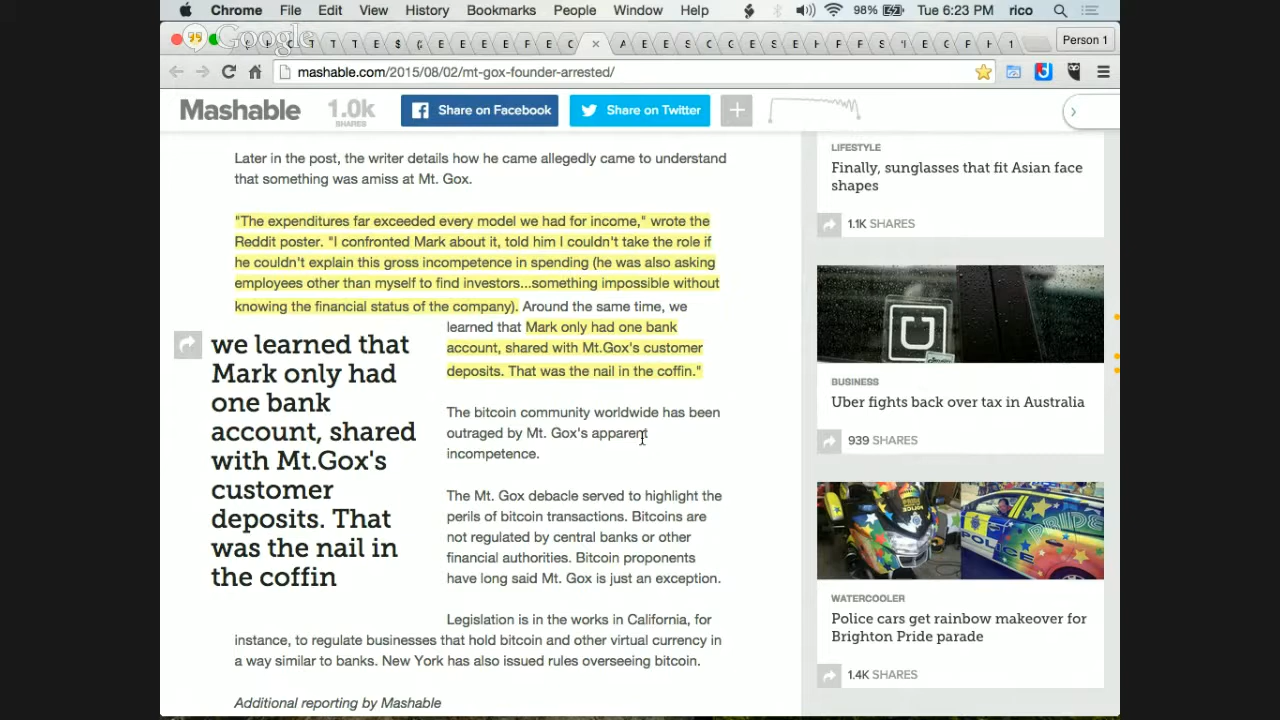 Chrome File Edit View History Bookmarks People Window Help 98% Tue 6:23 PM rico
Google
T T E $ E E E E F E C A E E S C C E S E H F F S E G F H 1 Person 1
mashable.com/2015/08/02/mt-gox-founder-arrested/
Mashable 1.0k SHARES Share on Facebook Share on Twitter
Later in the post, the writer details how he came allegedly came to understand
that something was amiss at Mt. Gox.
"The expenditures far exceeded every model we had for income," wrote the
Reddit poster. "I confronted Mark about it, told him I couldn't take the role if
he couldn't explain this gross incompetence in spending (he was also asking
employees other than myself to find investors...something impossible without
knowing the financial status of the company). Around the same time, we
learned that Mark only had one bank
account, shared with Mt.Gox's customer
deposits. That was the nail in the coffin."
we learned that
Mark only had
one bank
account, shared
with Mt.Gox's
customer
deposits. That
was the nail in
the coffin
The bitcoin community worldwide has been
outraged by Mt. Gox's apparent
incompetence.
The Mt. Gox debacle served to highlight the
perils of bitcoin transactions. Bitcoins are
not regulated by central banks or other
financial authorities. Bitcoin proponents
have long said Mt. Gox is just an exception.
Legislation is in the works in California, for
instance, to regulate businesses that hold bitcoin and other virtual currency in
a way similar to banks. New York has also issued rules overseeing bitcoin.
Additional reporting by Mashable
LIFESTYLE
Finally, sunglasses that fit Asian face
shapes
1.1K SHARES
BUSINESS
Uber fights back over tax in Australia
939 SHARES
POLICE
PRIDE
POLICE
WATERCOOLER
Police cars get rainbow makeover for
Brighton Pride parade
1.4K SHARES